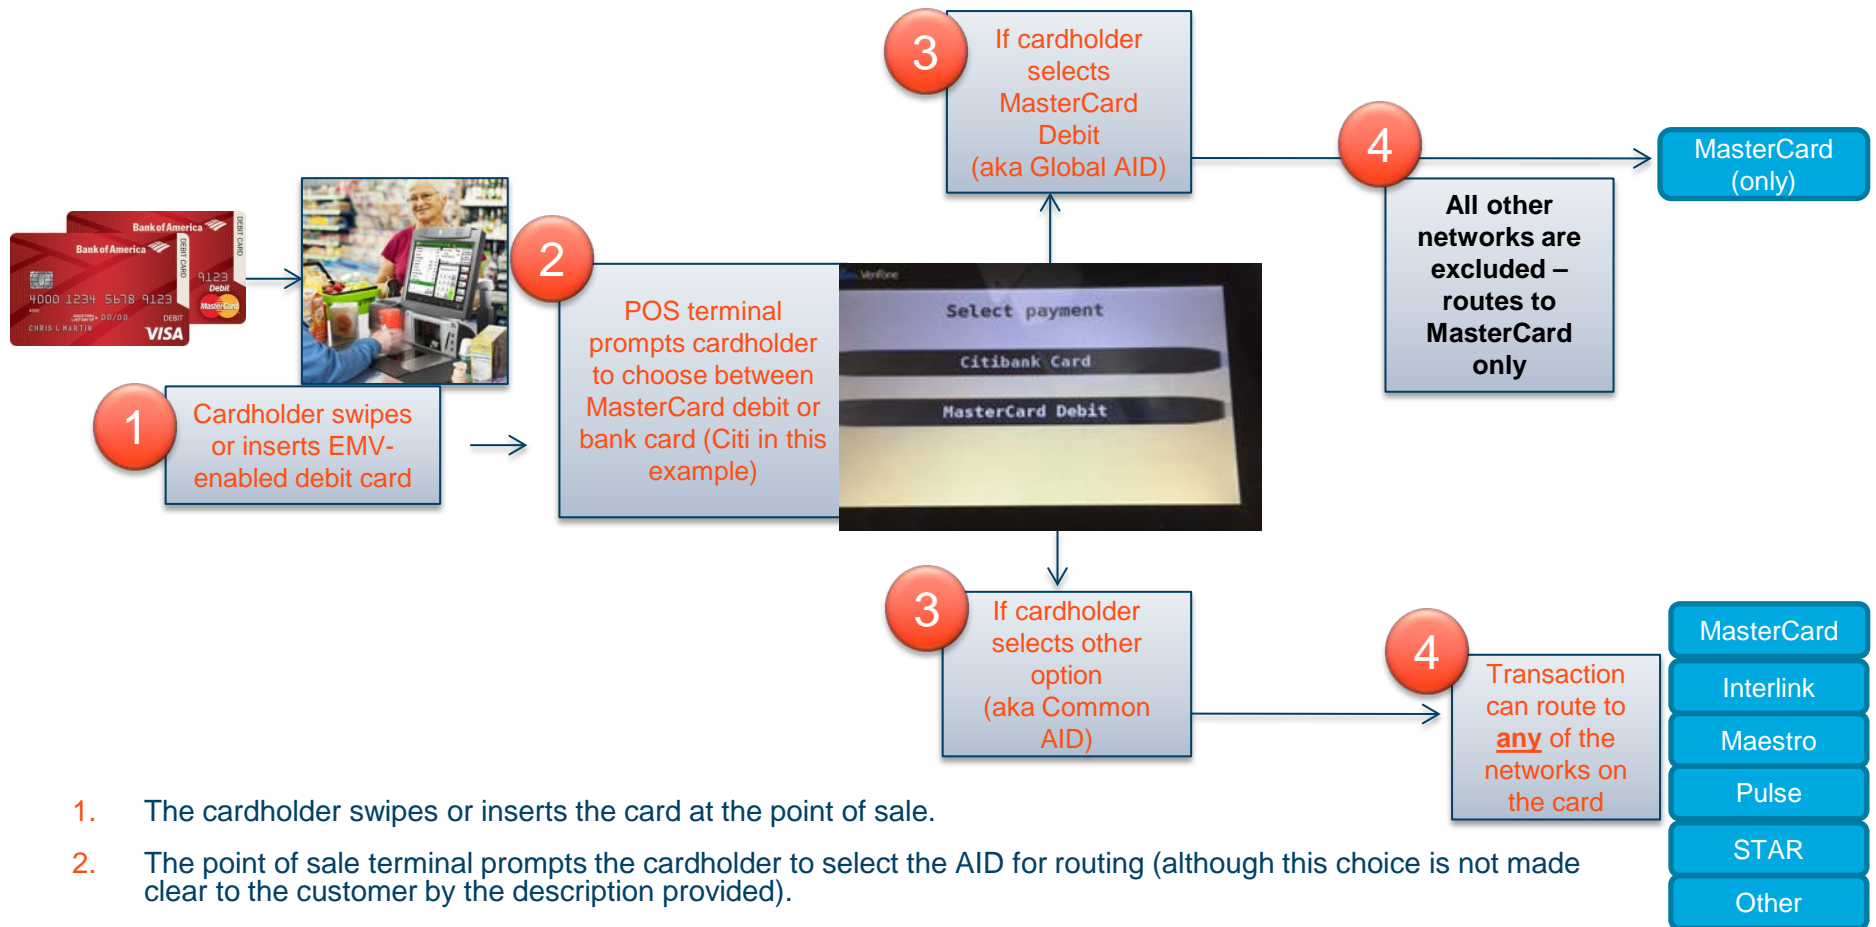 3
If cardholder
selects
MasterCard
Debit
(aka Global AID)
4
MasterCard
(only)
All other
networks are
excluded –
routes to
MasterCard
only
Bank of America
DEBIT CARD
9123
Debit
MasterCard
Bank of America
DEBIT CARD
4000 1234 5678 9123
4000
00/00
DEBIT
CHRIS L MARTIN
VISA
1
Cardholder swipes
or inserts EMV-
enabled debit card
2
POS terminal
prompts cardholder
to choose between
MasterCard debit or
bank card (Citi in this
example)
Verifone
Select payment
Citibank Card
MasterCard Debit
3
If cardholder
selects other
option
(aka Common
AID)
4
Transaction
can route to
any of the
networks on
the card
MasterCard
Interlink
Maestro
Pulse
STAR
Other
1. The cardholder swipes or inserts the card at the point of sale.
2. The point of sale terminal prompts the cardholder to select the AID for routing (although this choice is not made
clear to the customer by the description provided).